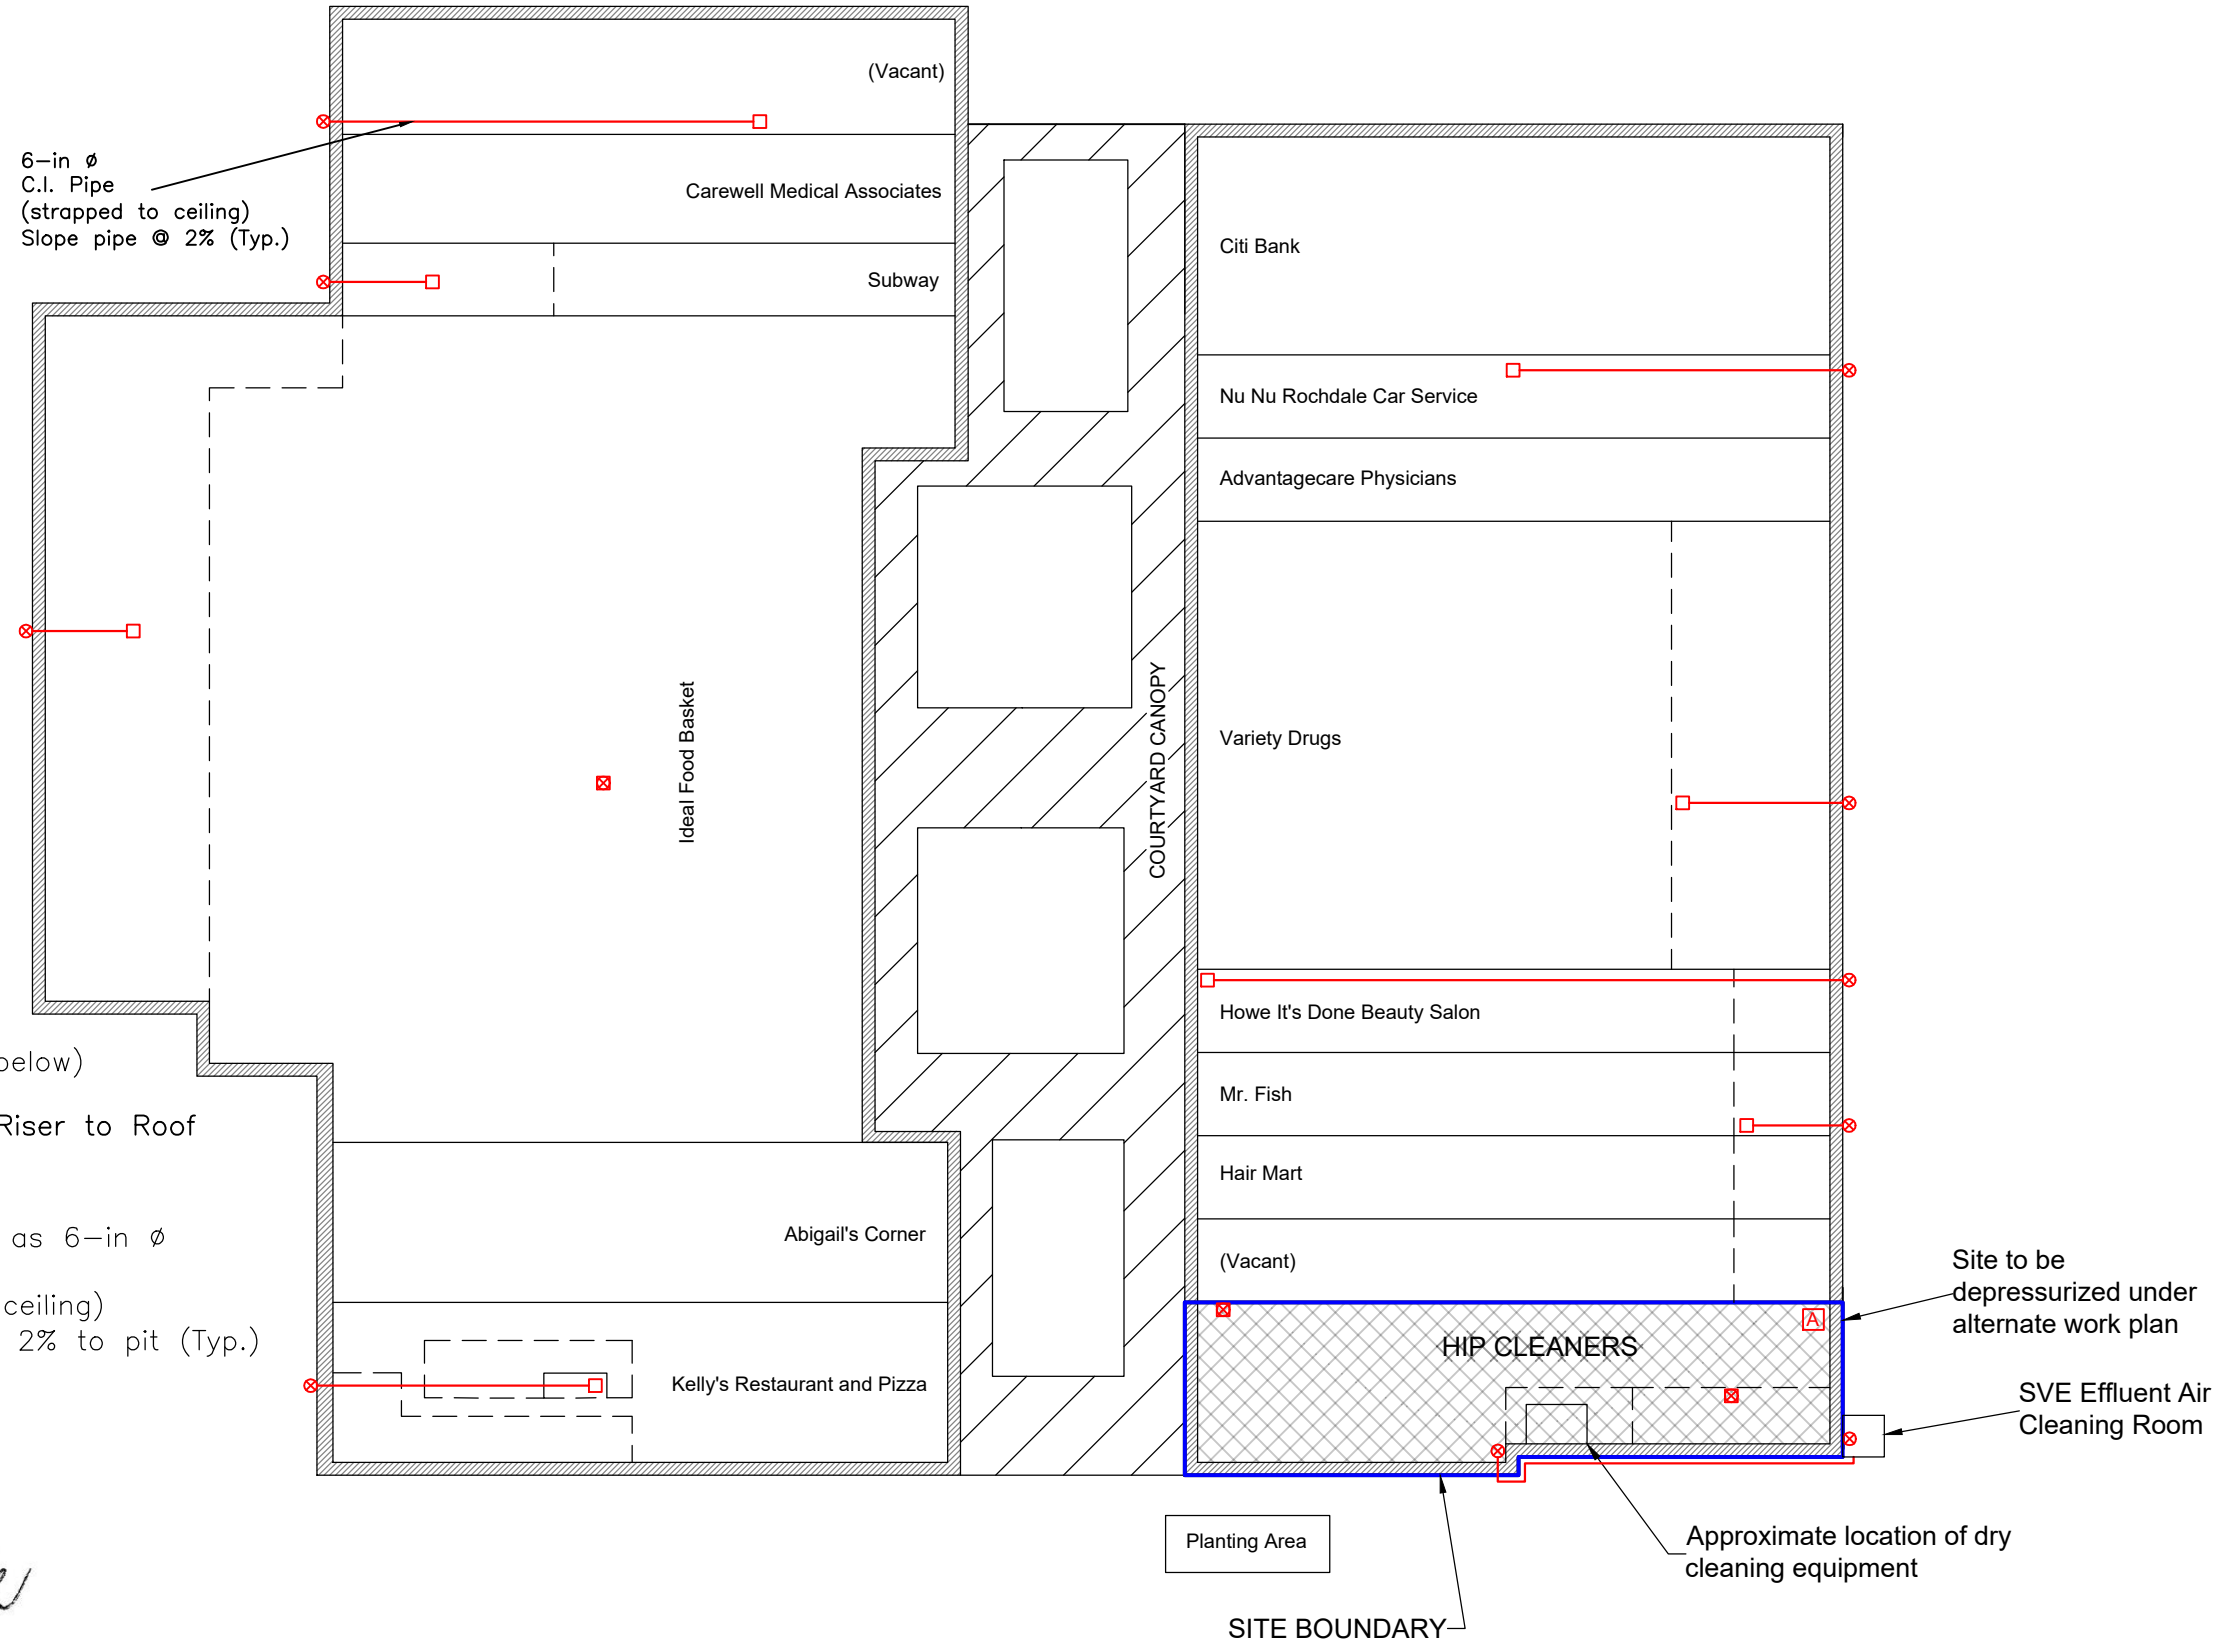 (Vacant)
6-in ø
C.I. Pipe
(strapped to ceiling)
Slope pipe @ 2% (Typ.)
Carewell Medical Associates
Subway
Citi Bank
Nu Nu Rochdale Car Service
Advantagecare Physicians
Ideal Food Basket
COURTYARD CANOPY
Variety Drugs
Howe It's Done Beauty Salon
Mr. Fish
Hair Mart
(Vacant)
below)
Riser to Roof
as 6-in ø
ceiling)
2% to pit (Typ.)
Abigail's Corner
Kelly's Restaurant and Pizza
HIP CLEANERS
A
Site to be
depressurized under
alternate work plan
SVE Effluent Air
Cleaning Room
Approximate location of dry
cleaning equipment
Planting Area
SITE BOUNDARY